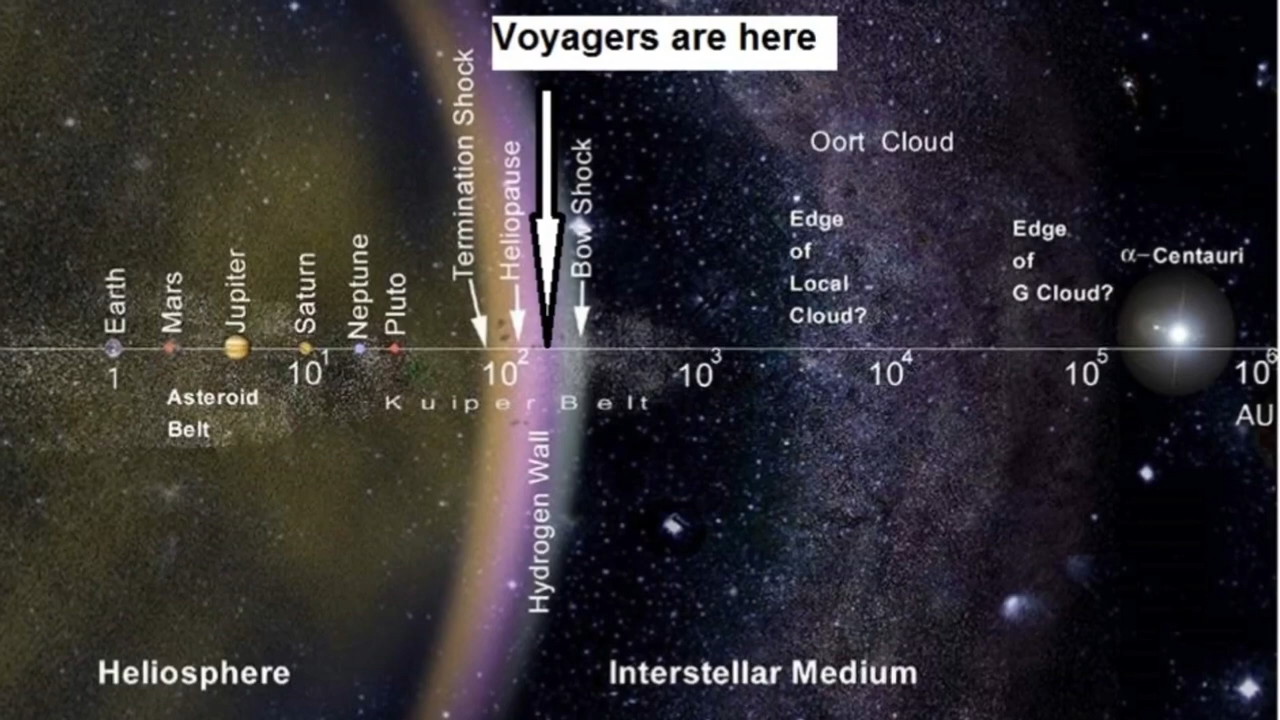 Voyagers are here
Termination Shock
Heliopause
Bow Shock
Oort Cloud
Edge
of
Local
Cloud?
Edge
of
G Cloud?
α−Centauri
Earth
Mars
Jupiter
Saturn
Neptune
Pluto
1
10¹
10²
10³
10⁴
10⁵
10⁶
AU
Asteroid
Belt
Kuiper Belt
Hydrogen Wall
Heliosphere
Interstellar Medium